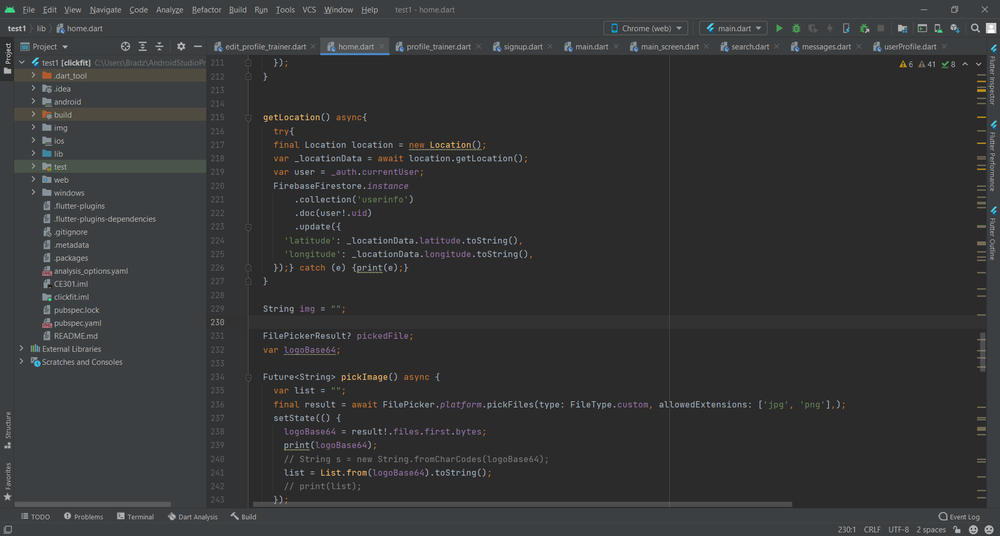 File Edit View Navigate Code Analyze Refactor Build Run Tools VCS Window Help test1 - home.dart
test1 lib home.dart Chrome (web) main.dart
Project edit_profile_trainer.dart home.dart profile_trainer.dart signup.dart main.dart main_screen.dart search.dart messages.dart userProfile.dart
Project
Structure
Favorites
test1 [clickfit] C:\Users\Bradz\AndroidStudioPr
.dart_tool
.idea
android
build
img
ios
lib
test
web
windows
.flutter-plugins
.flutter-plugins-dependencies
.gitignore
.metadata
.packages
analysis_options.yaml
CE301.iml
clickfit.iml
pubspec.lock
pubspec.yaml
README.md
External Libraries
Scratches and Consoles
6 41 8
211 });
212 }
213
214
215 getLocation() async{
216 try{
217 final Location location = new Location();
218 var _locationData = await location.getLocation();
219 var user = _auth.currentUser;
220 FirebaseFirestore.instance
221 .collection('userinfo')
222 .doc(user!.uid)
223 .update({
224 'latitude': _locationData.latitude.toString(),
225 'longitude': _locationData.longitude.toString(),
226 });} catch (e) {print(e);}
227 }
228
229 String img = "";
230
231 FilePickerResult? pickedFile;
232 var logoBase64;
233
234 Future<String> pickImage() async {
235 var list = "";
236 final result = await FilePicker.platform.pickFiles(type: FileType.custom, allowedExtensions: ['jpg', 'png'],);
237 setState(() {
238 logoBase64 = result!.files.first.bytes;
239 print(logoBase64);
240 // String s = new String.fromCharCodes(logoBase64);
241 list = List.from(logoBase64).toString();
242 // print(list);
243 });
Flutter Inspector
Flutter Performance
Flutter Outline
TODO Problems Terminal Dart Analysis Build Event Log
230:1 CRLF UTF-8 2 spaces